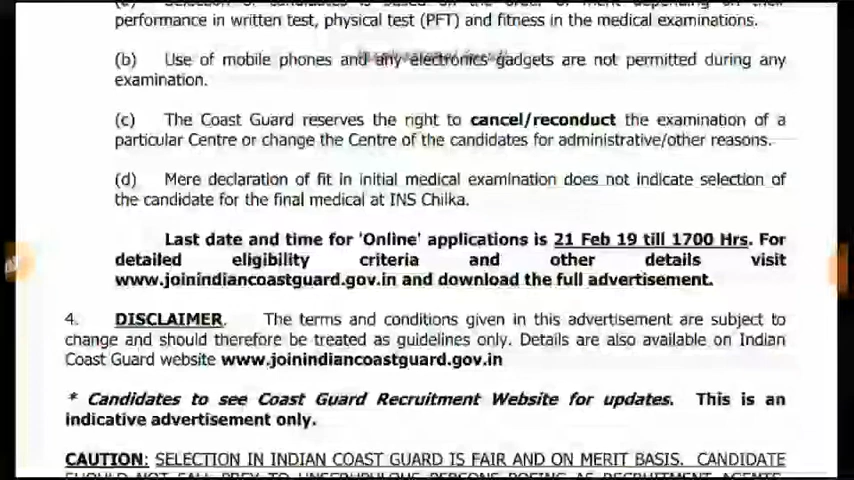 performance in written test, physical test (PFT) and fitness in the medical examinations.
(b) Use of mobile phones and any electronics gadgets are not permitted during any
examination.
(c) The Coast Guard reserves the right to cancel/reconduct the examination of a
particular Centre or change the Centre of the candidates for administrative/other reasons.
(d) Mere declaration of fit in initial medical examination does not indicate selection of
the candidate for the final medical at INS Chilka.
Last date and time for 'Online' applications is 21 Feb 19 till 1700 Hrs. For
detailed eligibility criteria and other details visit
www.joinindiancoastguard.gov.in and download the full advertisement.
4. DISCLAIMER. The terms and conditions given in this advertisement are subject to
change and should therefore be treated as guidelines only. Details are also available on Indian
Coast Guard website www.joinindiancoastguard.gov.in
* Candidates to see Coast Guard Recruitment Website for updates. This is an
indicative advertisement only.
CAUTION: SELECTION IN INDIAN COAST GUARD IS FAIR AND ON MERIT BASIS. CANDIDATE